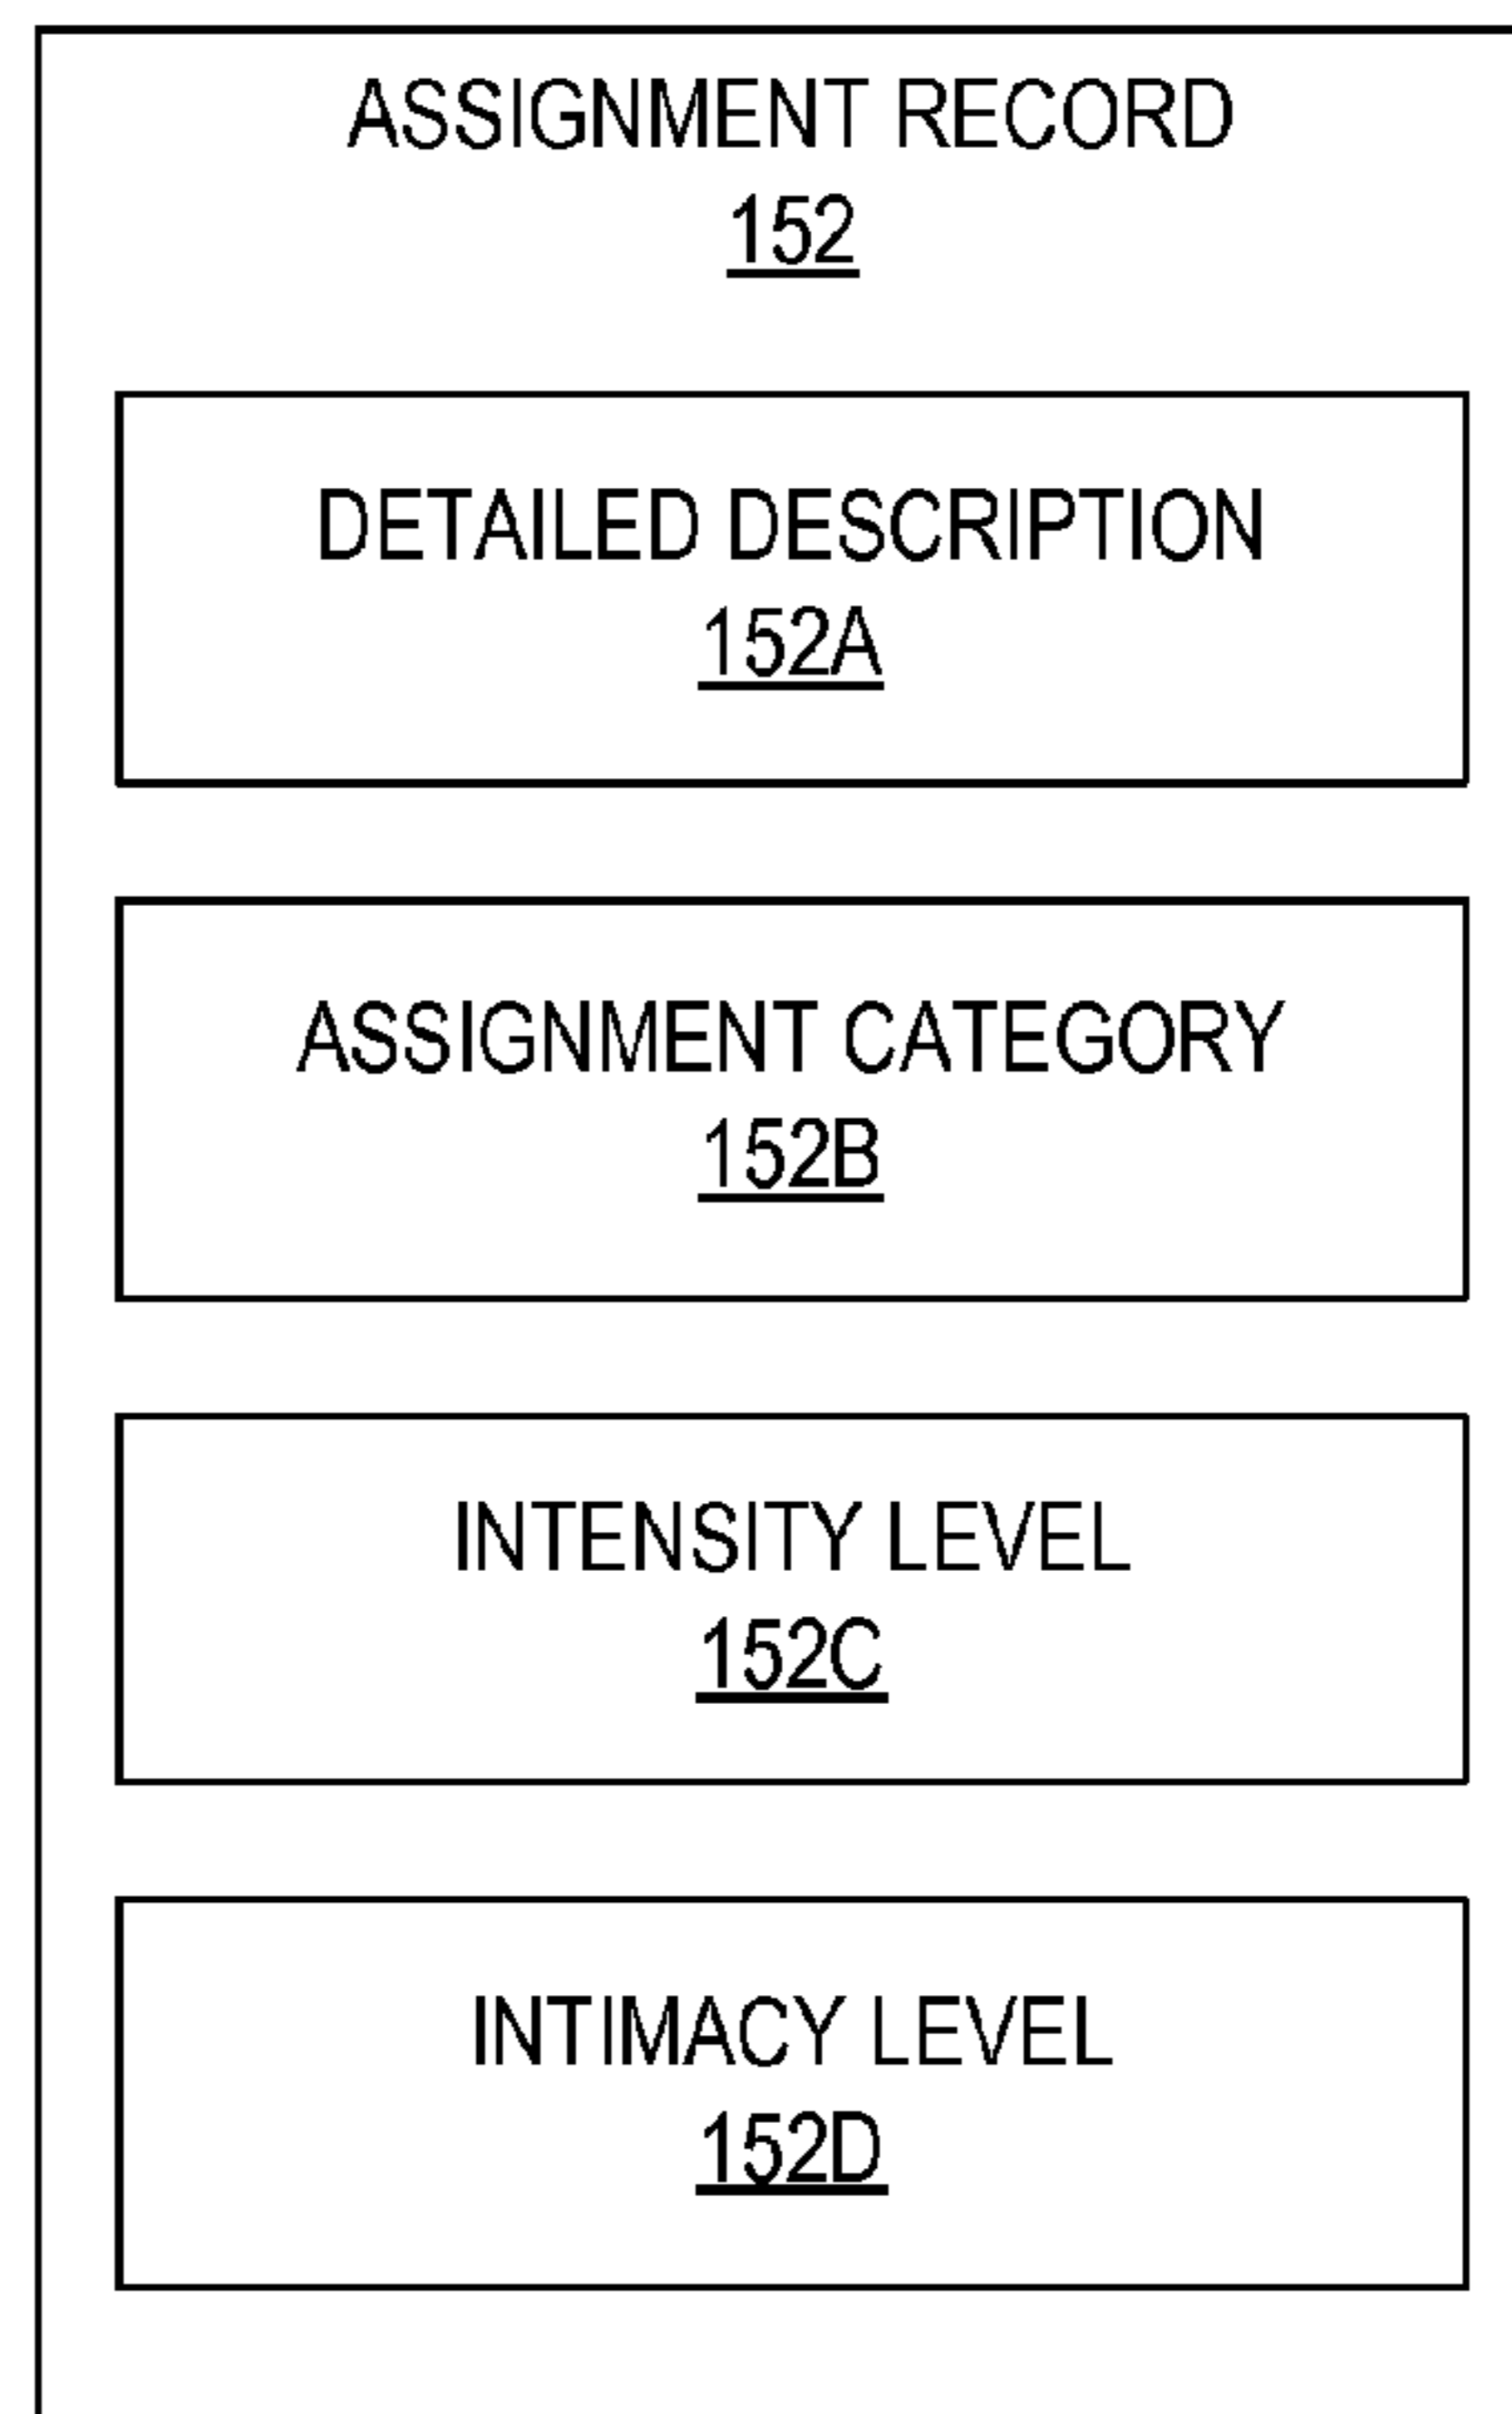 ASSIGNMENT RECORD
152
DETAILED DESCRIPTION
152A
ASSIGNMENT CATEGORY
152B
INTENSITY LEVEL
152C
INTIMACY LEVEL
152D